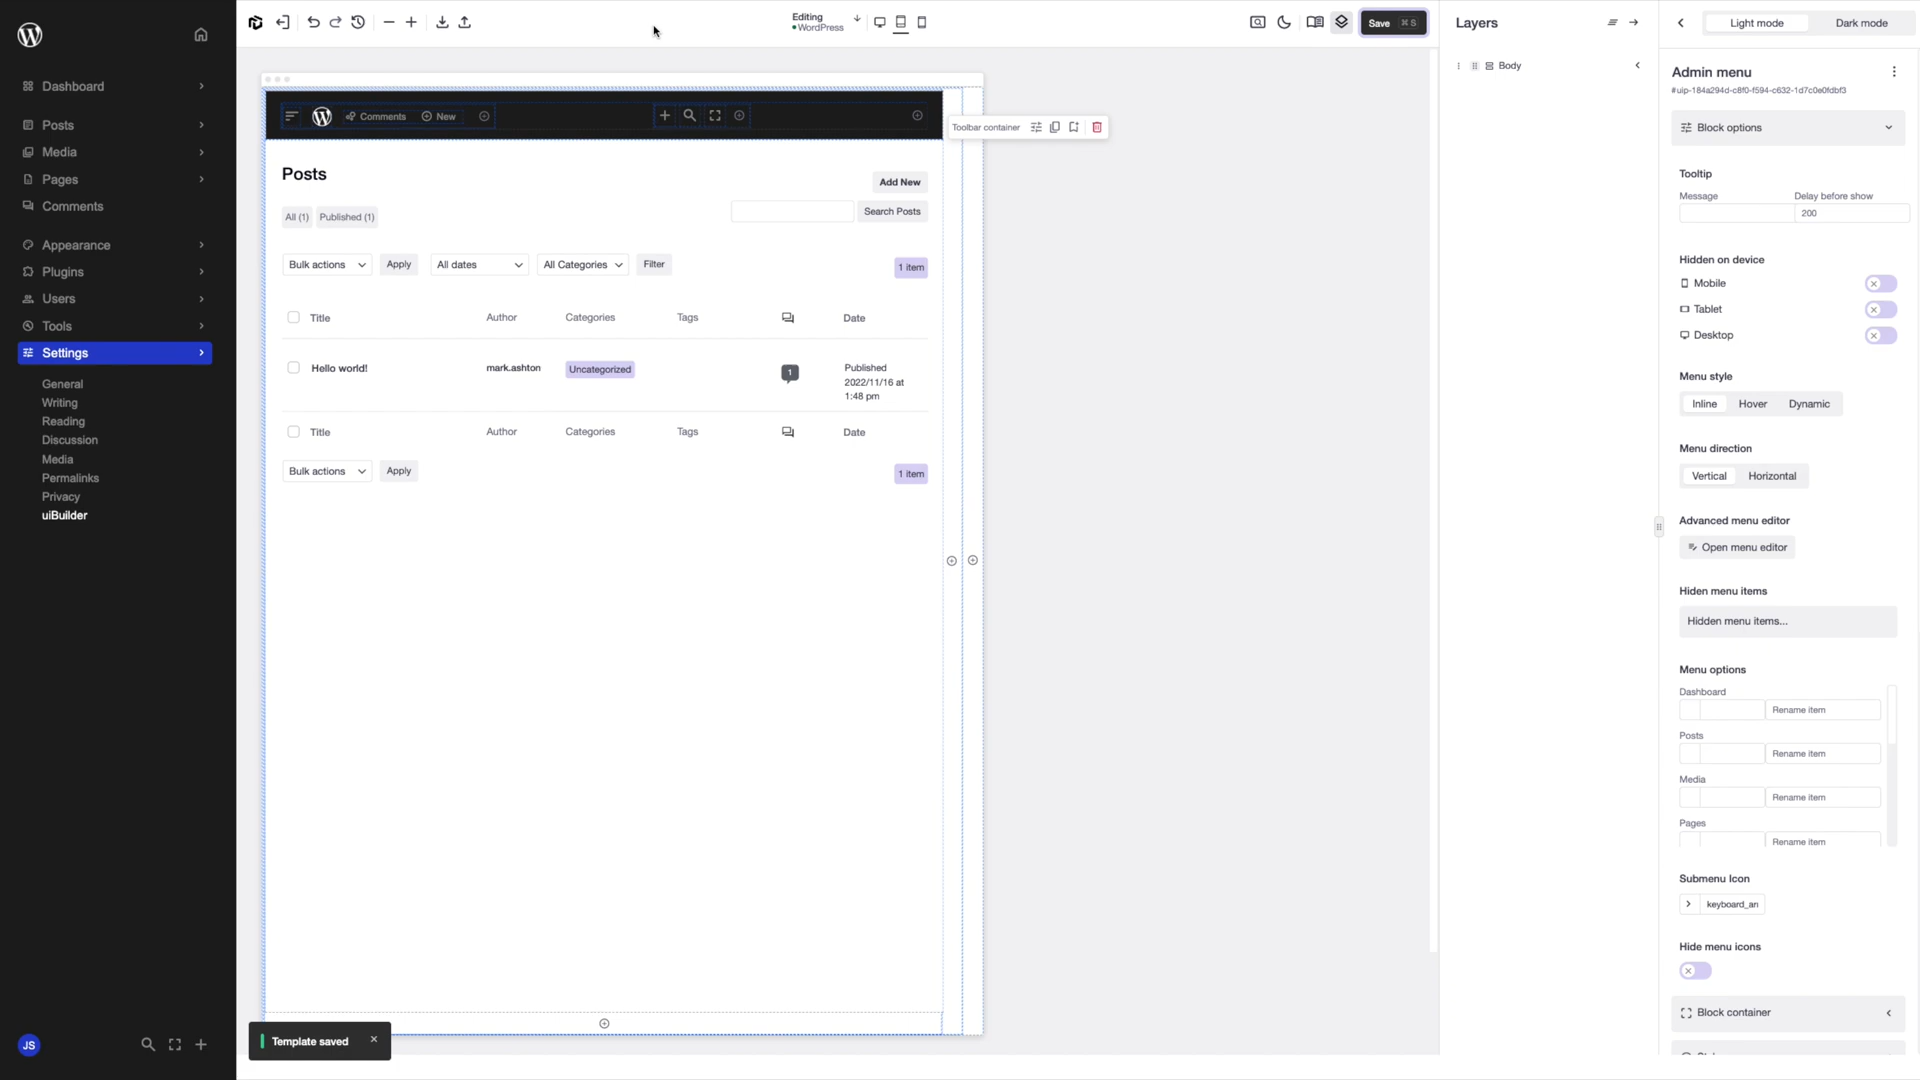 Dashboard
Posts
Media
Pages
Comments
Appearance
Plugins
Users
Tools
Settings
General
Writing
Reading
Discussion
Media
Permalinks
Privacy
uiBuilder
JS
Editing
WordPress
Save ⌘ S
Comments
New
Toolbar container
Posts
Add New
All (1)
Published (1)
Search Posts
Bulk actions
Apply
All dates
All Categories
Filter
1 item
Title
Author
Categories
Tags
Date
Hello world!
mark.ashton
Uncategorized
1
Published
2022/11/16 at
1:48 pm
Title
Author
Categories
Tags
Date
Bulk actions
Apply
1 item
Template saved
Layers
Body
Light mode
Dark mode
Admin menu
#uip-184a294d-c8f0-f594-c632-1d7c0e0fdbf3
Block options
Tooltip
Message
Delay before show
200
Hidden on device
Mobile
Tablet
Desktop
Menu style
Inline
Hover
Dynamic
Menu direction
Vertical
Horizontal
Advanced menu editor
Open menu editor
Hiden menu items
Hidden menu items...
Menu options
Dashboard
Rename item
Posts
Rename item
Media
Rename item
Pages
Rename item
Submenu Icon
keyboard_arr
Hide menu icons
Block container